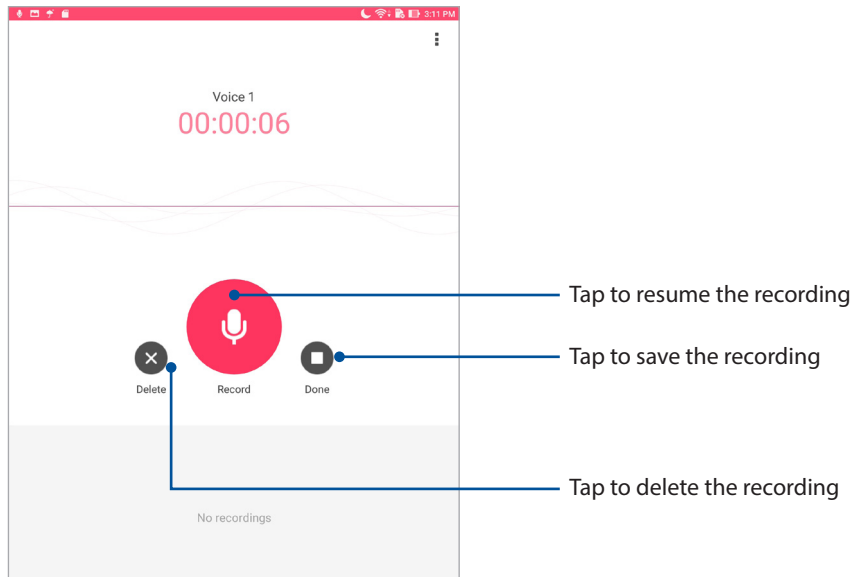 3:11 PM
Voice 1
00:00:06
Tap to resume the recording
Tap to save the recording
Delete
Record
Done
Tap to delete the recording
No recordings